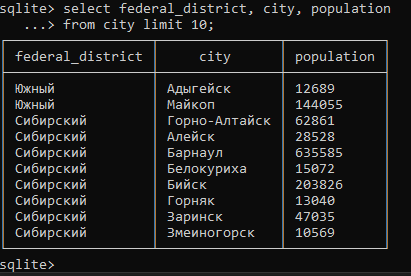 sqlite> select federal_district, city, population
...> from city limit 10;
federal_district city population
Южный Адыгейск 12689
Южный Майкоп 144055
Сибирский Горно-Алтайск 62861
Сибирский Алейск 28528
Сибирский Барнаул 635585
Сибирский Белокуриха 15072
Сибирский Бийск 203826
Сибирский Горняк 13040
Сибирский Заринск 47035
Сибирский Змеиногорск 10569
sqlite>